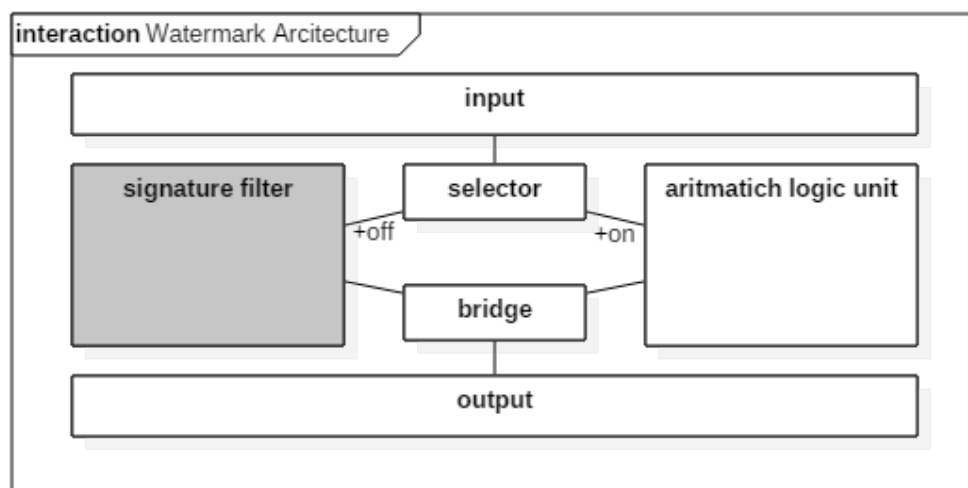 interaction Watermark Arcitecture
input
signature filter
selector
aritmatich logic unit
+off
+on
bridge
output